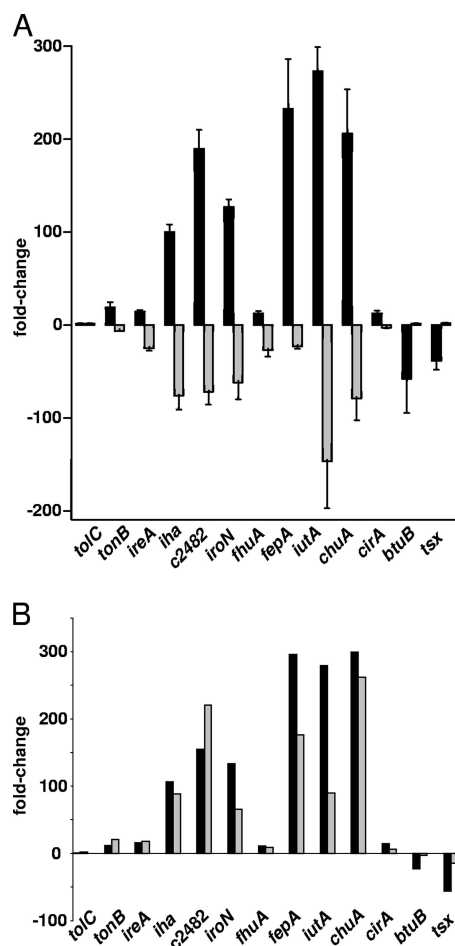 A
300
200
100
0
-100
-200
fold-change
tolC tonB ireA iha c2482 iroN fhuA fepA iutA chuA cirA btuB tsx
B
300
200
100
0
-100
fold-change
tolC tonB ireA iha c2482 iroN fhuA fepA iutA chuA cirA btuB tsx